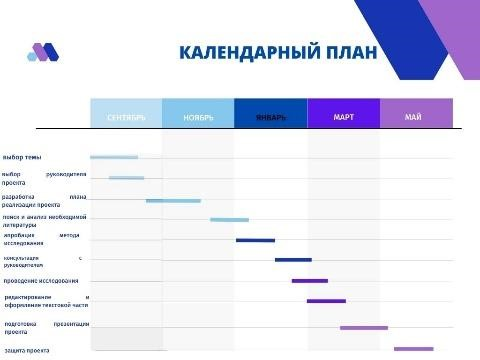 КАЛЕНДАРНЫЙ ПЛАН
СЕНТЯБРЬ НОЯБРЬ ЯНВАРЬ МАРТ МАЙ
выбор темы
выбор руководителя
проекта
разработка плана
реализации проекта
поиск и анализ необходимой
литературы
апробация метода
исследования
консультация с
руководителем
проведение исследования
редактирование и
оформление текстовой части
подготовка презентации
проекта
защита проекта